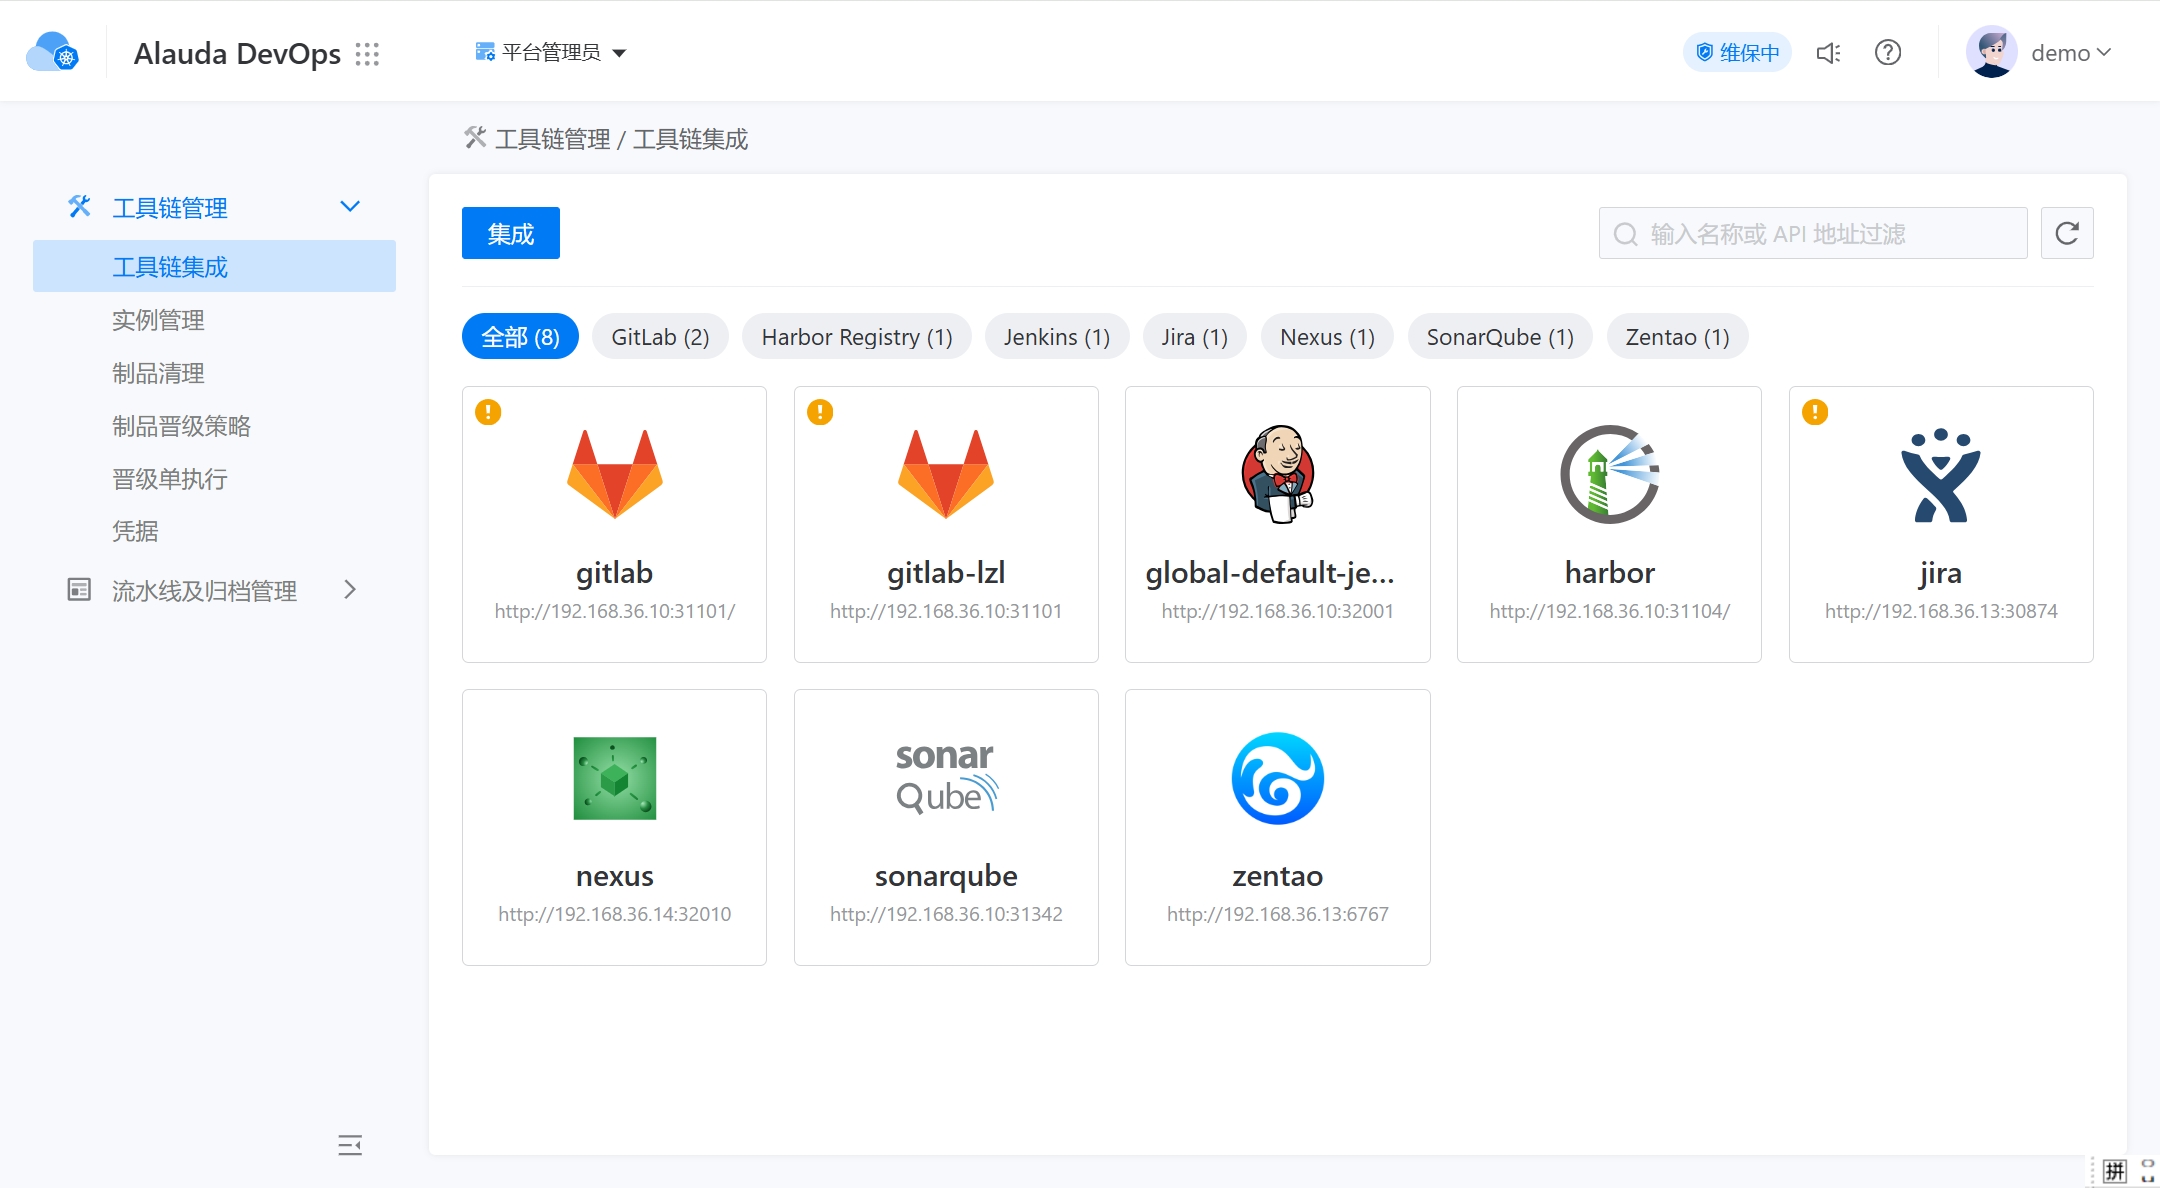 Alauda DevOps
平台管理员
维保中
demo
工具链管理 / 工具链集成
工具链管理
工具链集成
实例管理
制品清理
制品晋级策略
晋级单执行
凭据
流水线及归档管理
集成
输入名称或 API 地址过滤
全部 (8)
GitLab (2)
Harbor Registry (1)
Jenkins (1)
Jira (1)
Nexus (1)
SonarQube (1)
Zentao (1)
gitlab
http://192.168.36.10:31101/
gitlab-lzl
http://192.168.36.10:31101
global-default-je...
http://192.168.36.10:32001
harbor
http://192.168.36.10:31104/
jira
http://192.168.36.13:30874
nexus
http://192.168.36.14:32010
sonar
Qube
sonarqube
http://192.168.36.10:31342
zentao
http://192.168.36.13:6767
拼